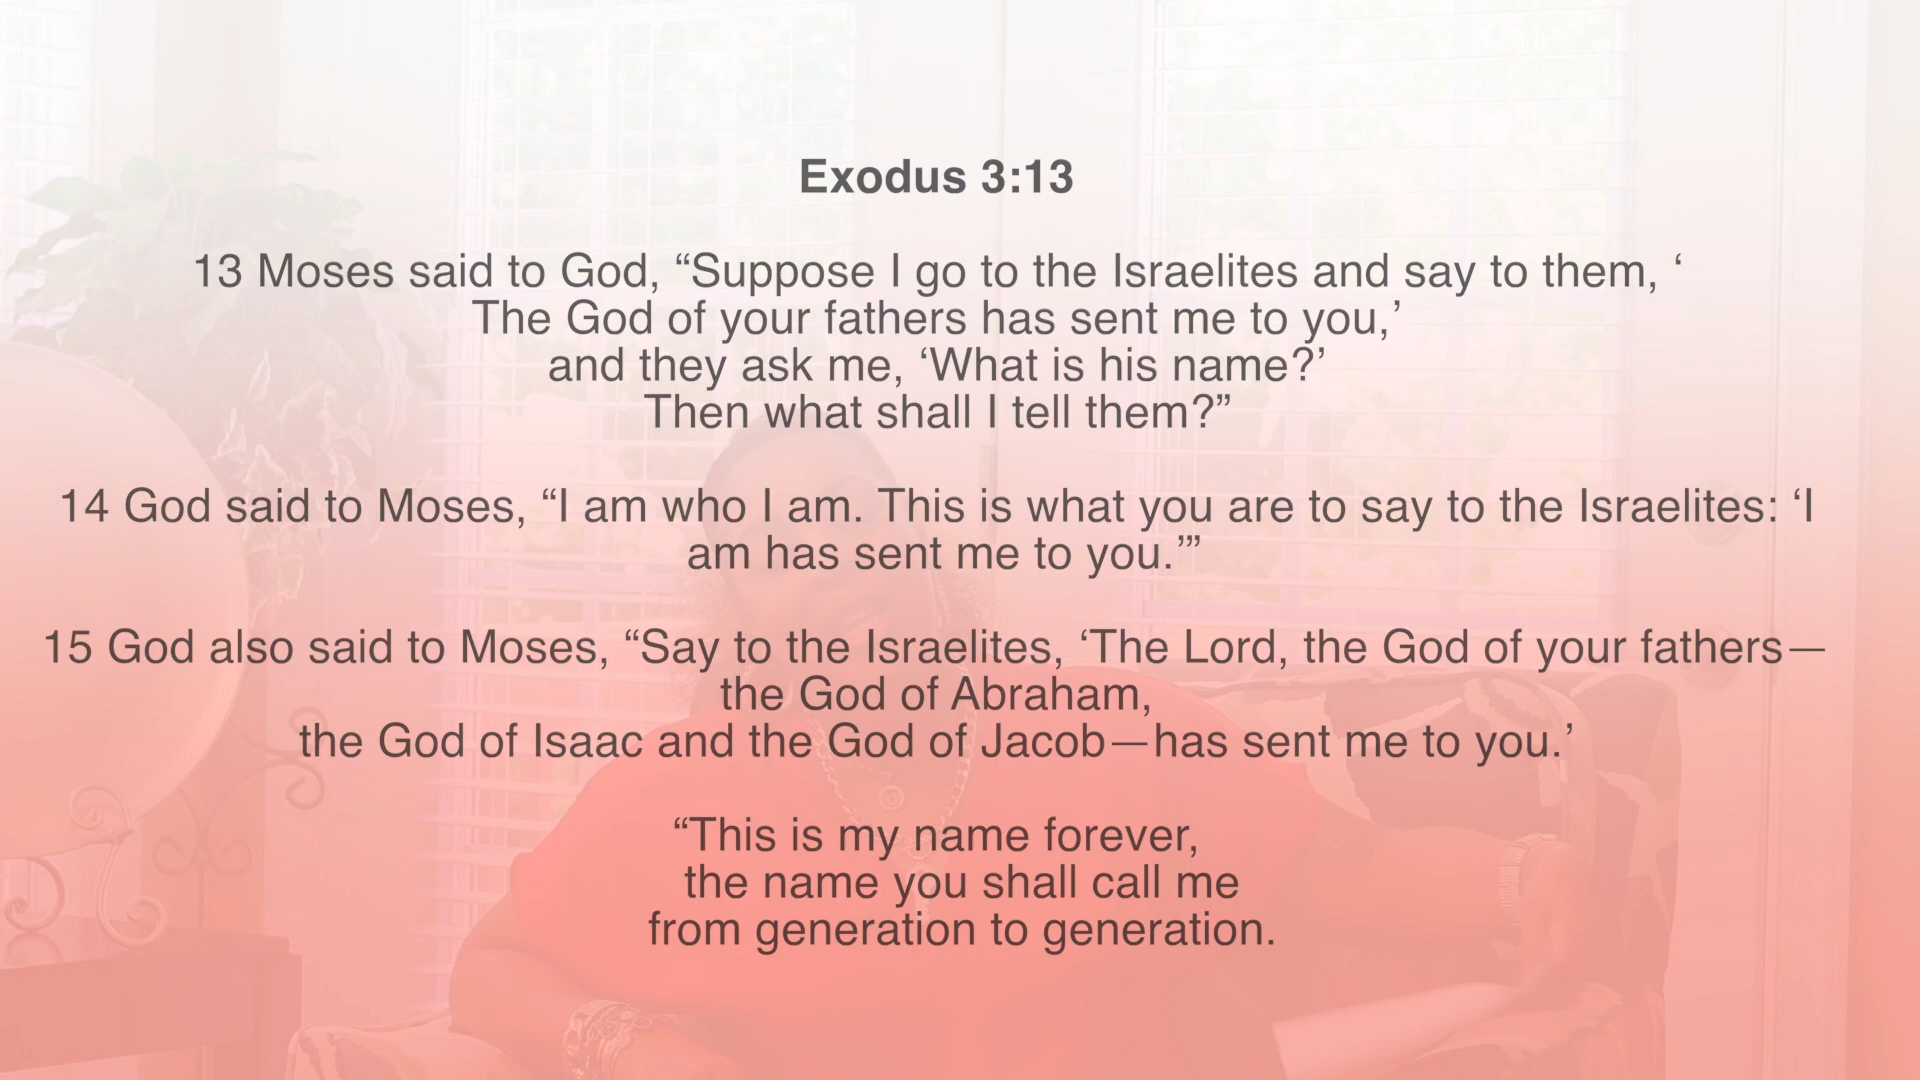 Exodus 3:13
13 Moses said to God, “Suppose I go to the Israelites and say to them, ‘
The God of your fathers has sent me to you,’
and they ask me, ‘What is his name?’
Then what shall I tell them?”
14 God said to Moses, “I am who I am. This is what you are to say to the Israelites: ‘I
am has sent me to you.’”
15 God also said to Moses, “Say to the Israelites, ‘The Lord, the God of your fathers—
the God of Abraham,
the God of Isaac and the God of Jacob—has sent me to you.’
“This is my name forever,
the name you shall call me
from generation to generation.